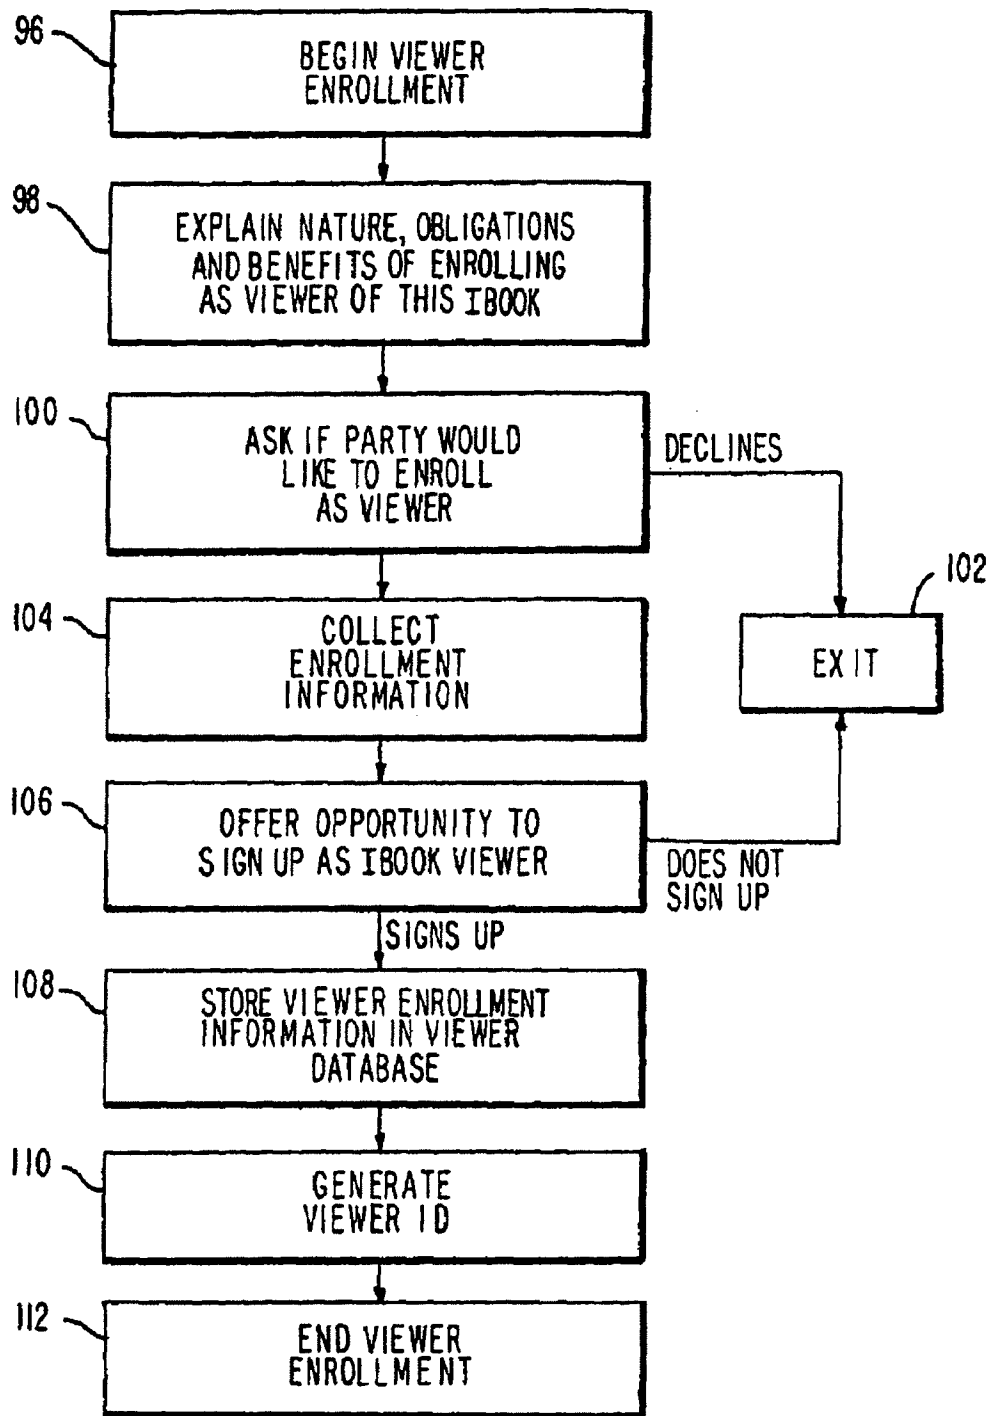 96
BEGIN VIEWER
ENROLLMENT
98
EXPLAIN NATURE, OBLIGATIONS
AND BENEFITS OF ENROLLING
AS VIEWER OF THIS IBOOK
100
ASK IF PARTY WOULD
LIKE TO ENROLL
AS VIEWER
DECLINES
102
EXIT
104
COLLECT
ENROLLMENT
INFORMATION
106
OFFER OPPORTUNITY TO
SIGN UP AS IBOOK VIEWER
DOES NOT
SIGN UP
SIGNS UP
108
STORE VIEWER ENROLLMENT
INFORMATION IN VIEWER
DATABASE
110
GENERATE
VIEWER ID
112
END VIEWER
ENROLLMENT